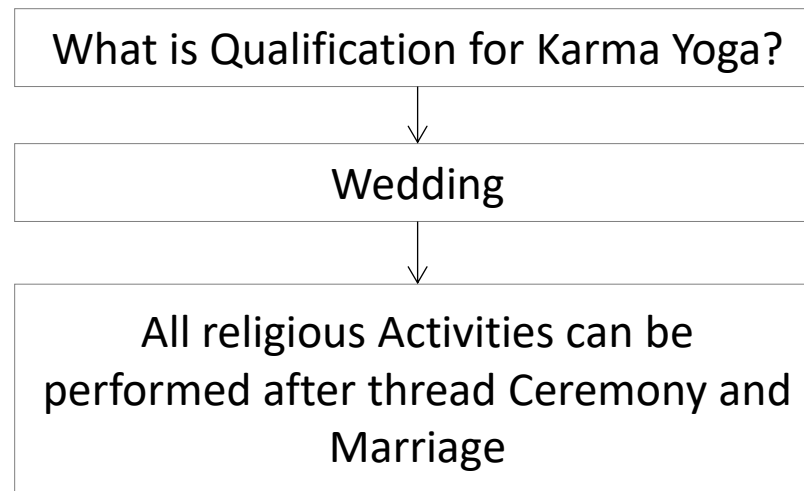 What is Qualification for Karma Yoga?
Wedding
All religious Activities can be
performed after thread Ceremony and
Marriage